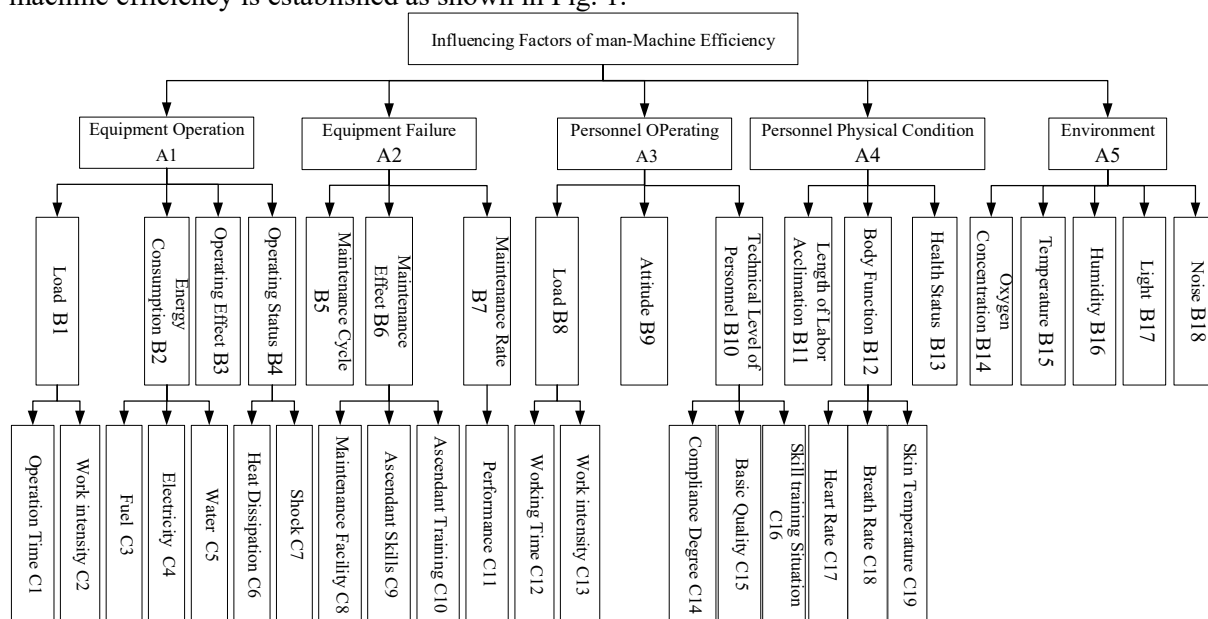 machine efficiency is established as shown in Fig. 1.
Influencing Factors of man-Machine Efficiency
Equipment Operation
A1
Equipment Failure
A2
Personnel OPerating
A3
Personnel Physical Condition
A4
Environment
A5
Load B1
Energy
Consumption B2
Operating Effect B3
Operating Status B4
Maintenance Cycle
B5
Maintenance
Effect B6
Maintenance Rate
B7
Load B8
Attitude B9
Technical Level of
Personnel B10
Length of Labor
Acclimation B11
Body Function B12
Health Status B13
Oxygen
Concentration B14
Temperature B15
Humidity B16
Light B17
Noise B18
Operation Time C1
Work intensity C2
Fuel C3
Electricity C4
Water C5
Heat Dissipation C6
Shock C7
Maintenance Facility C8
Ascendant Skills C9
Ascendant Training C10
Performance C11
Working Time C12
Work intensity C13
Compliance Degree C14
Basic Quality C15
Skill training Situation
C16
Heart Rate C17
Breath Rate C18
Skin Temperature C19